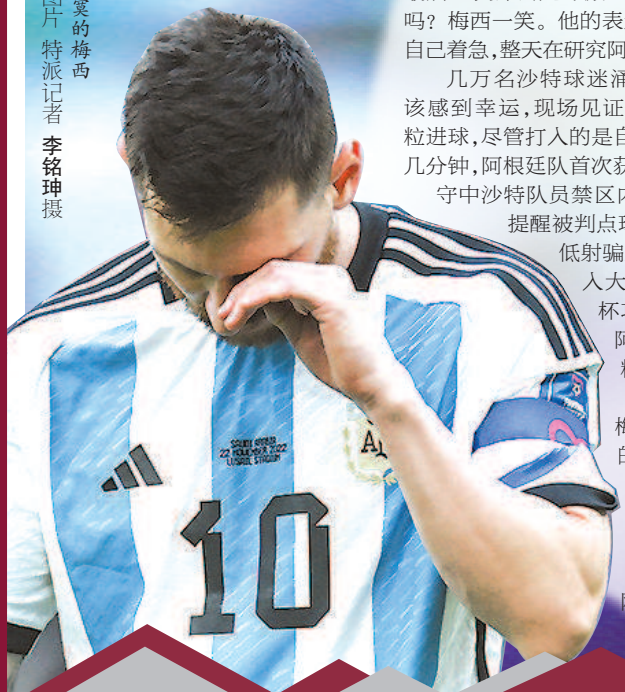 寞的梅西
图片 特派记者 李铭珅摄
吗？梅西一笑。他的表
自己着急,整天在研究阿
几万名沙特球迷涌
该感到幸运,现场见证
粒进球,尽管打入的是自
几分钟,阿根廷队首次获
守中沙特队员禁区内
提醒被判点球
低射骗
入大
杯
阿
梅
的
SAUDI ARABIA
22 NOVEMBER 2022
LUSAIL STADIUM
10